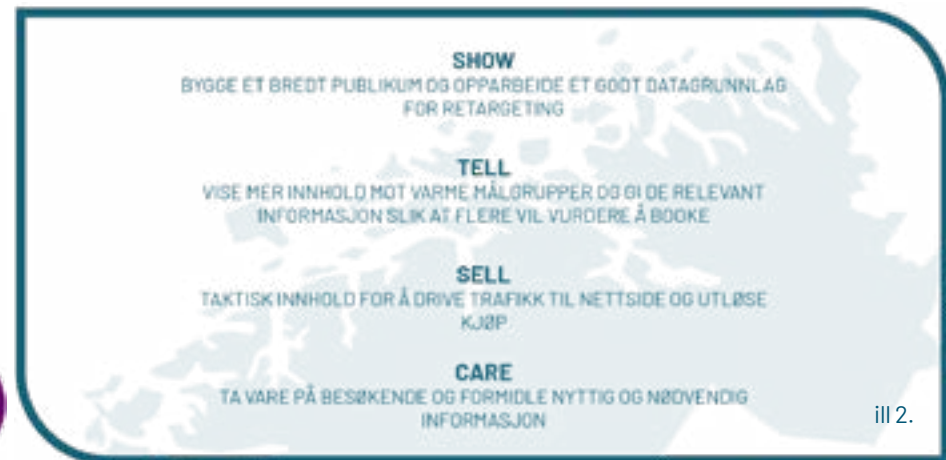 SHOW
BYGGE ET BREDT PUBLIKUM OG OPPARBEIDE ET GODT DATAGRUNNLAG
FOR RETARGETING
TELL
VISE MER INNHOLD MOT VARME MÅLGRUPPER OG GI DE RELEVANT
INFORMASJON SLIK AT FLERE VIL VURDERE Å BOOKE
SELL
TAKTISK INNHOLD FOR Å DRIVE TRAFIKK TIL NETTSIDE OG UTLØSE
KJØP
CARE
TA VARE PÅ BESØKENDE OG FORMIDLE NYTTIG OG NØDVENDIG
INFORMASJON
ill 2.